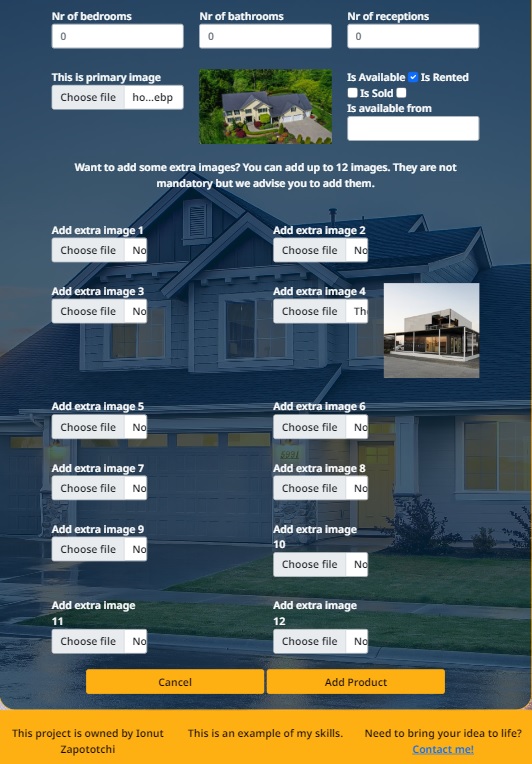 Nr of bedrooms Nr of bathrooms Nr of receptions
0 0 0
This is primary image
Choose file ho...ebp
Is Available Is Rented
Is Sold
Is available from
Want to add some extra images? You can add up to 12 images. They are not
mandatory but we advise you to add them.
Add extra image 1 Add extra image 2
Choose file No Choose file No
Add extra image 3 Add extra image 4
Choose file No Choose file Th
Add extra image 5 Add extra image 6
Choose file No Choose file No
Add extra image 7 Add extra image 8
Choose file No Choose file No
Add extra image 9
Choose file No
Add extra image
10
Choose file No
Add extra image
11
Choose file No
Add extra image
12
Choose file No
Cancel Add Product
This project is owned by Ionut
Zapototchi
This is an example of my skills.
Need to bring your idea to life?
Contact me!